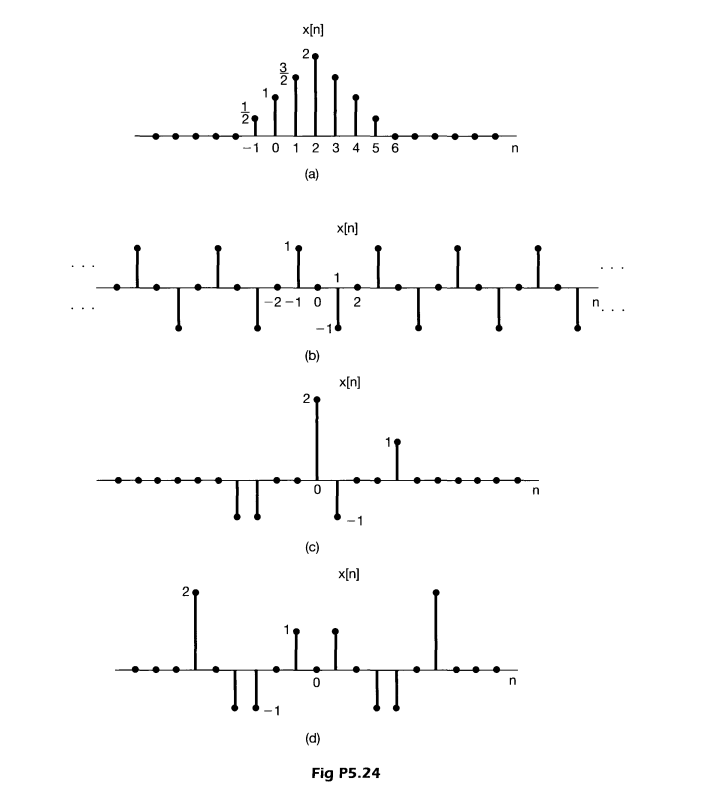 x[n]
2
3/2
1
1/2
−1 0 1 2 3 4 5 6 n
(a)
x[n]
1
. . . . . .
1
−2 −1 0 2 n
. . . . . .
−1
(b)
x[n]
2
1
0 n
−1
(c)
x[n]
2
1
0 n
−1
(d)
Fig P5.24